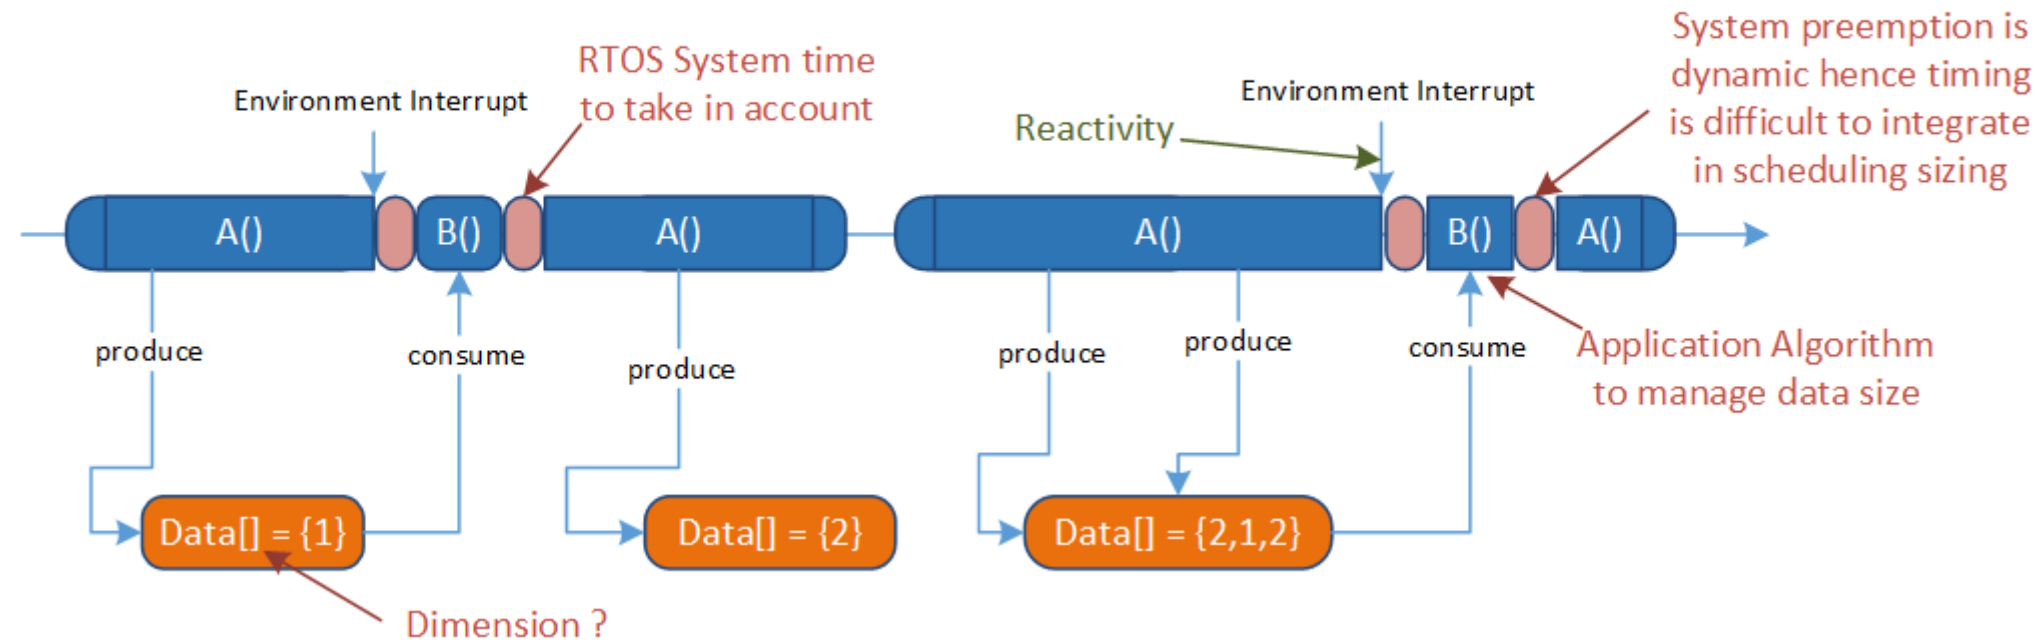 System preemption is
dynamic hence timing
is difficult to integrate
in scheduling sizing
RTOS System time
to take in account
Environment Interrupt
Environment Interrupt
Reactivity
A()
B()
A()
A()
B()
A()
produce
consume
produce
produce
produce
consume
Application Algorithm
to manage data size
Data[] = {1}
Data[] = {2}
Data[] = {2,1,2}
Dimension ?